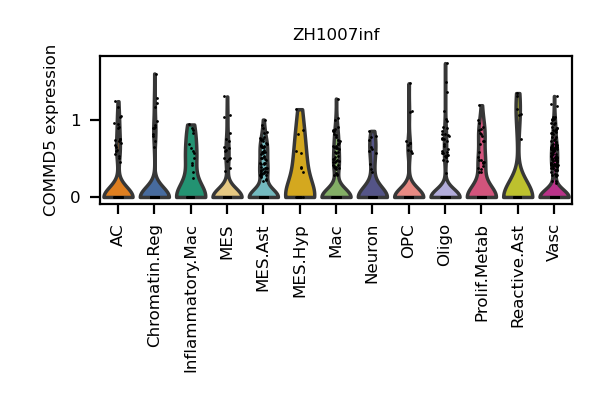 ZH1007inf
COMMD5 expression
1
0
AC
Chromatin.Reg
Inflammatory.Mac
MES
MES.Ast
MES.Hyp
Mac
Neuron
OPC
Oligo
Prolif.Metab
Reactive.Ast
Vasc